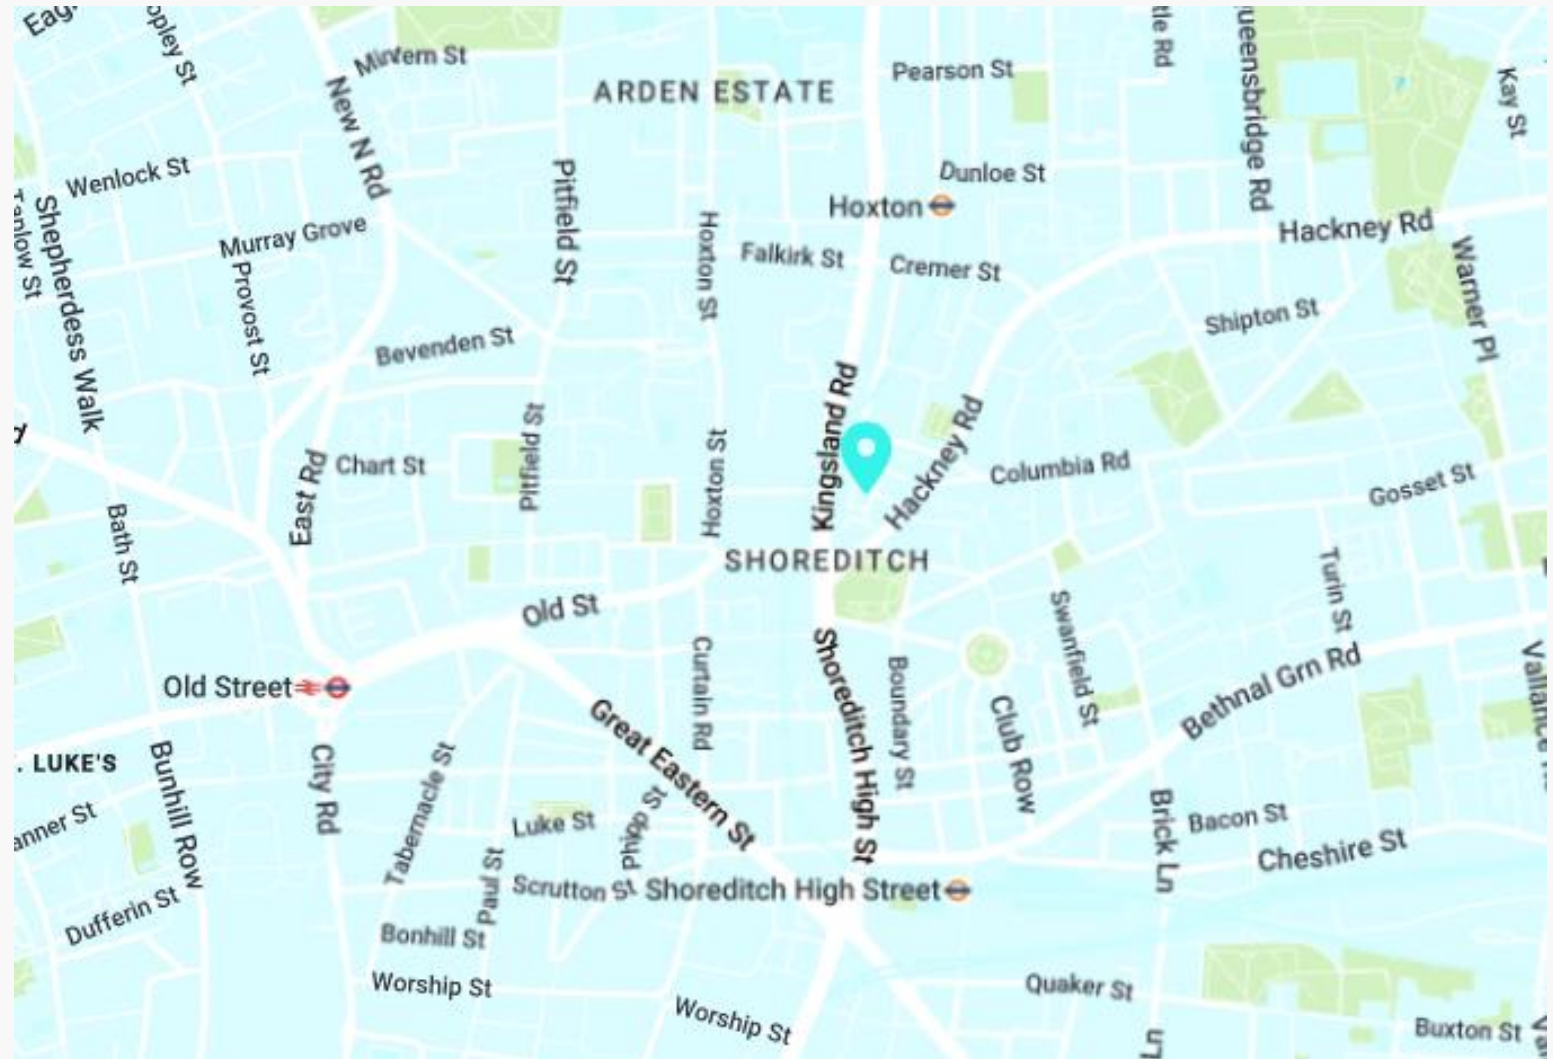 Minfern St
ARDEN ESTATE
Pearson St
Kay St
New N Rd
Queensbridge Rd
Wenlock St
Pitfield St
Dunloe St
Hoxton
Shepherdess Walk
Murray Grove
Hoxton St
Falkirk St
Cremer St
Hackney Rd
Warner Pl
Provost St
Shipton St
Bevenden St
Kingsland Rd
Hackney Rd
Pitfield St
Hoxton St
East Rd
Chart St
Columbia Rd
Gosset St
Bath St
SHOREDITCH
Turin St
Old St
Swanfield St
Old Street
Curtain Rd
Shoreditch High St
Boundary St
Bethnal Grn Rd
Great Eastern St
Club Row
. LUKE'S
Bunhill Row
City Rd
Tabernacle St
Luke St
Phipp St
Brick Ln
Bacon St
anner St
Cheshire St
Paul St
Scrutton St
Shoreditch High Street
Dufferin St
Bonhill St
Worship St
Quaker St
Worship St
Buxton St
Ln